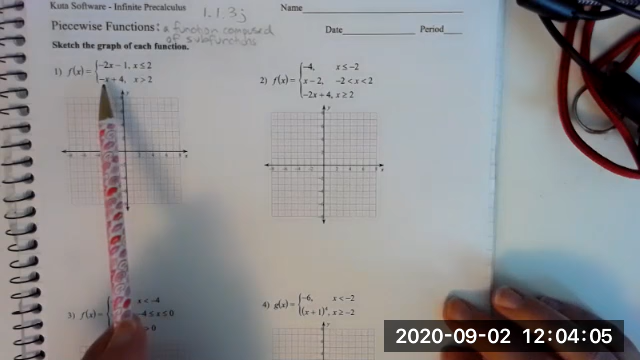 Kuta Software - Infinite Precalculus
1.1.3j
Name
Piecewise Functions: a function composed
of subfunctions
Date Period
Sketch the graph of each function.
1) f(x) = { -2x - 1, x ≤ 2
-x + 4, x > 2
2) f(x) = { -4, x ≤ -2
x - 2, -2 < x < 2
-2x + 4, x ≥ 2
3) f(x) =
x < -4
-4 ≤ x ≤ 0
> 0
4) g(x) = { -6, x < -2
x ≥ -2
2020-09-02 12:04:05